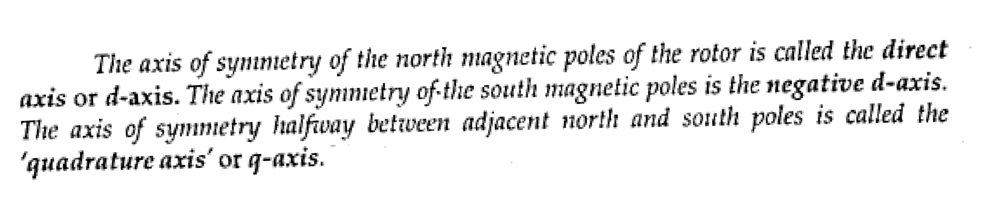 The axis of symmetry of the north magnetic poles of the rotor is called the direct
axis or d-axis. The axis of symmetry of the south magnetic poles is the negative d-axis.
The axis of symmetry halfway between adjacent north and south poles is called the
‘quadrature axis’ or q-axis.